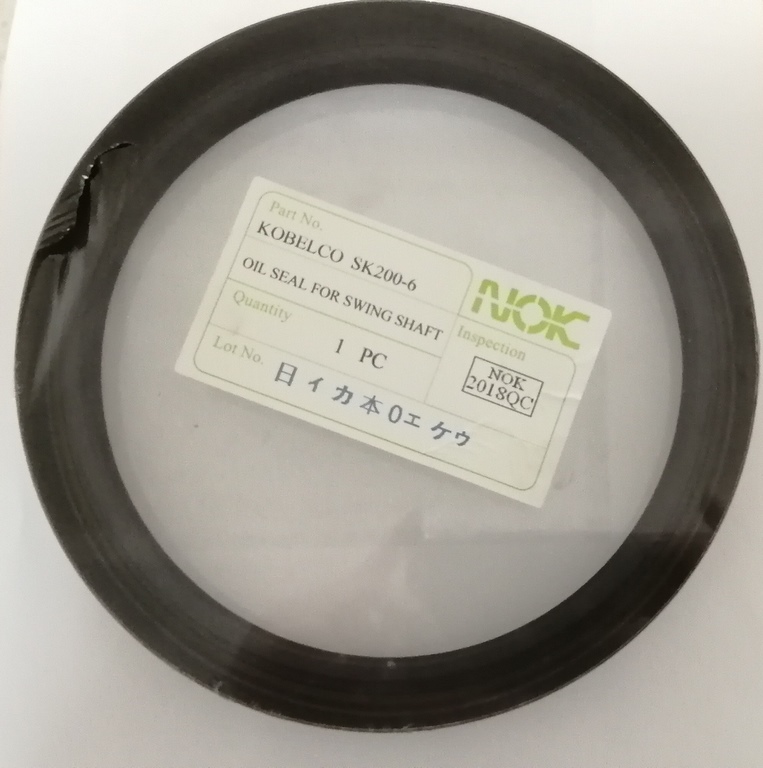 Part No.
KOBELCO SK200-6
NOK
OIL SEAL FOR SWING SHAFT
Quantity
1 PC
Inspection
NOK
2018QC
Lot No.
日イカ本0エケゥ